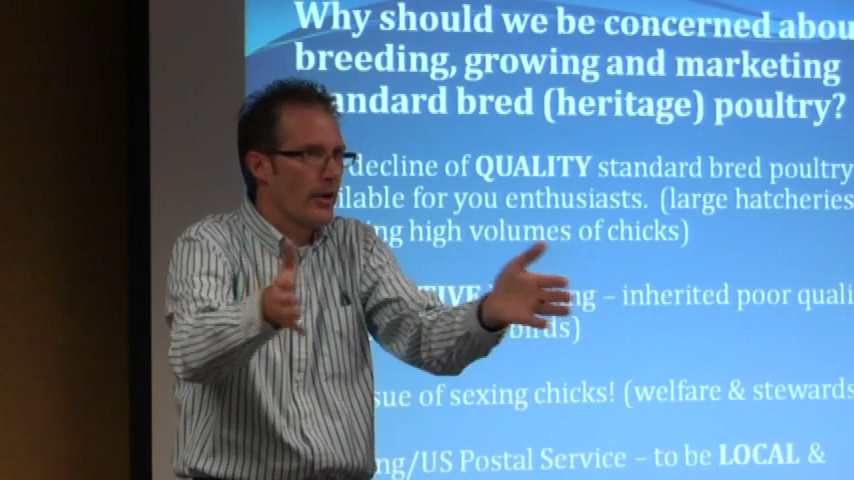 Why should we be concerned abou
breeding, growing and marketing
andard bred (heritage) poultry?
decline of QUALITY standard bred poultry
ilable for you enthusiasts. (large hatcheries
ng high volumes of chicks)
TIVE ng – inherited poor quali
birds)
sue of sexing chicks! (welfare & stewards
ng/US Postal Service – to be LOCAL &